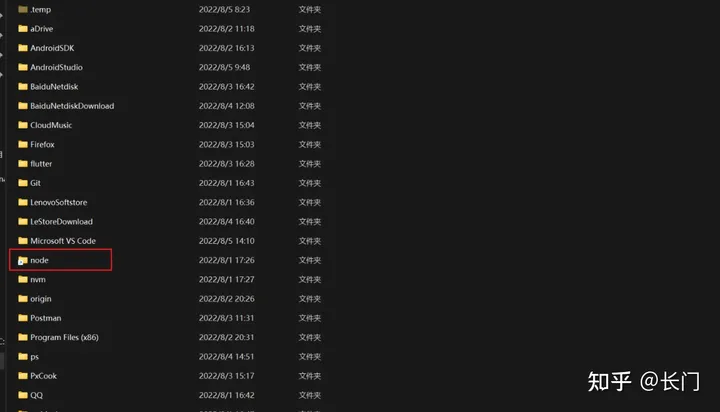 .temp 2022/8/5 8:23 文件夹
aDrive 2022/8/2 11:18 文件夹
AndroidSDK 2022/8/2 16:13 文件夹
AndroidStudio 2022/8/5 9:48 文件夹
BaiduNetdisk 2022/8/3 16:42 文件夹
BaiduNetdiskDownload 2022/8/4 12:08 文件夹
CloudMusic 2022/8/3 15:04 文件夹
Firefox 2022/8/3 15:03 文件夹
flutter 2022/8/3 16:28 文件夹
Git 2022/8/1 16:43 文件夹
LenovoSoftstore 2022/8/1 16:36 文件夹
LeStoreDownload 2022/8/4 16:40 文件夹
Microsoft VS Code 2022/8/5 14:10 文件夹
node 2022/8/1 17:26 文件夹
nvm 2022/8/1 17:27 文件夹
origin 2022/8/2 20:26 文件夹
Postman 2022/8/3 11:31 文件夹
Program Files (x86) 2022/8/2 20:31 文件夹
ps 2022/8/4 14:51 文件夹
PxCook 2022/8/3 15:17 文件夹
QQ 2022/8/1 16:42 文件夹
知乎 @长门